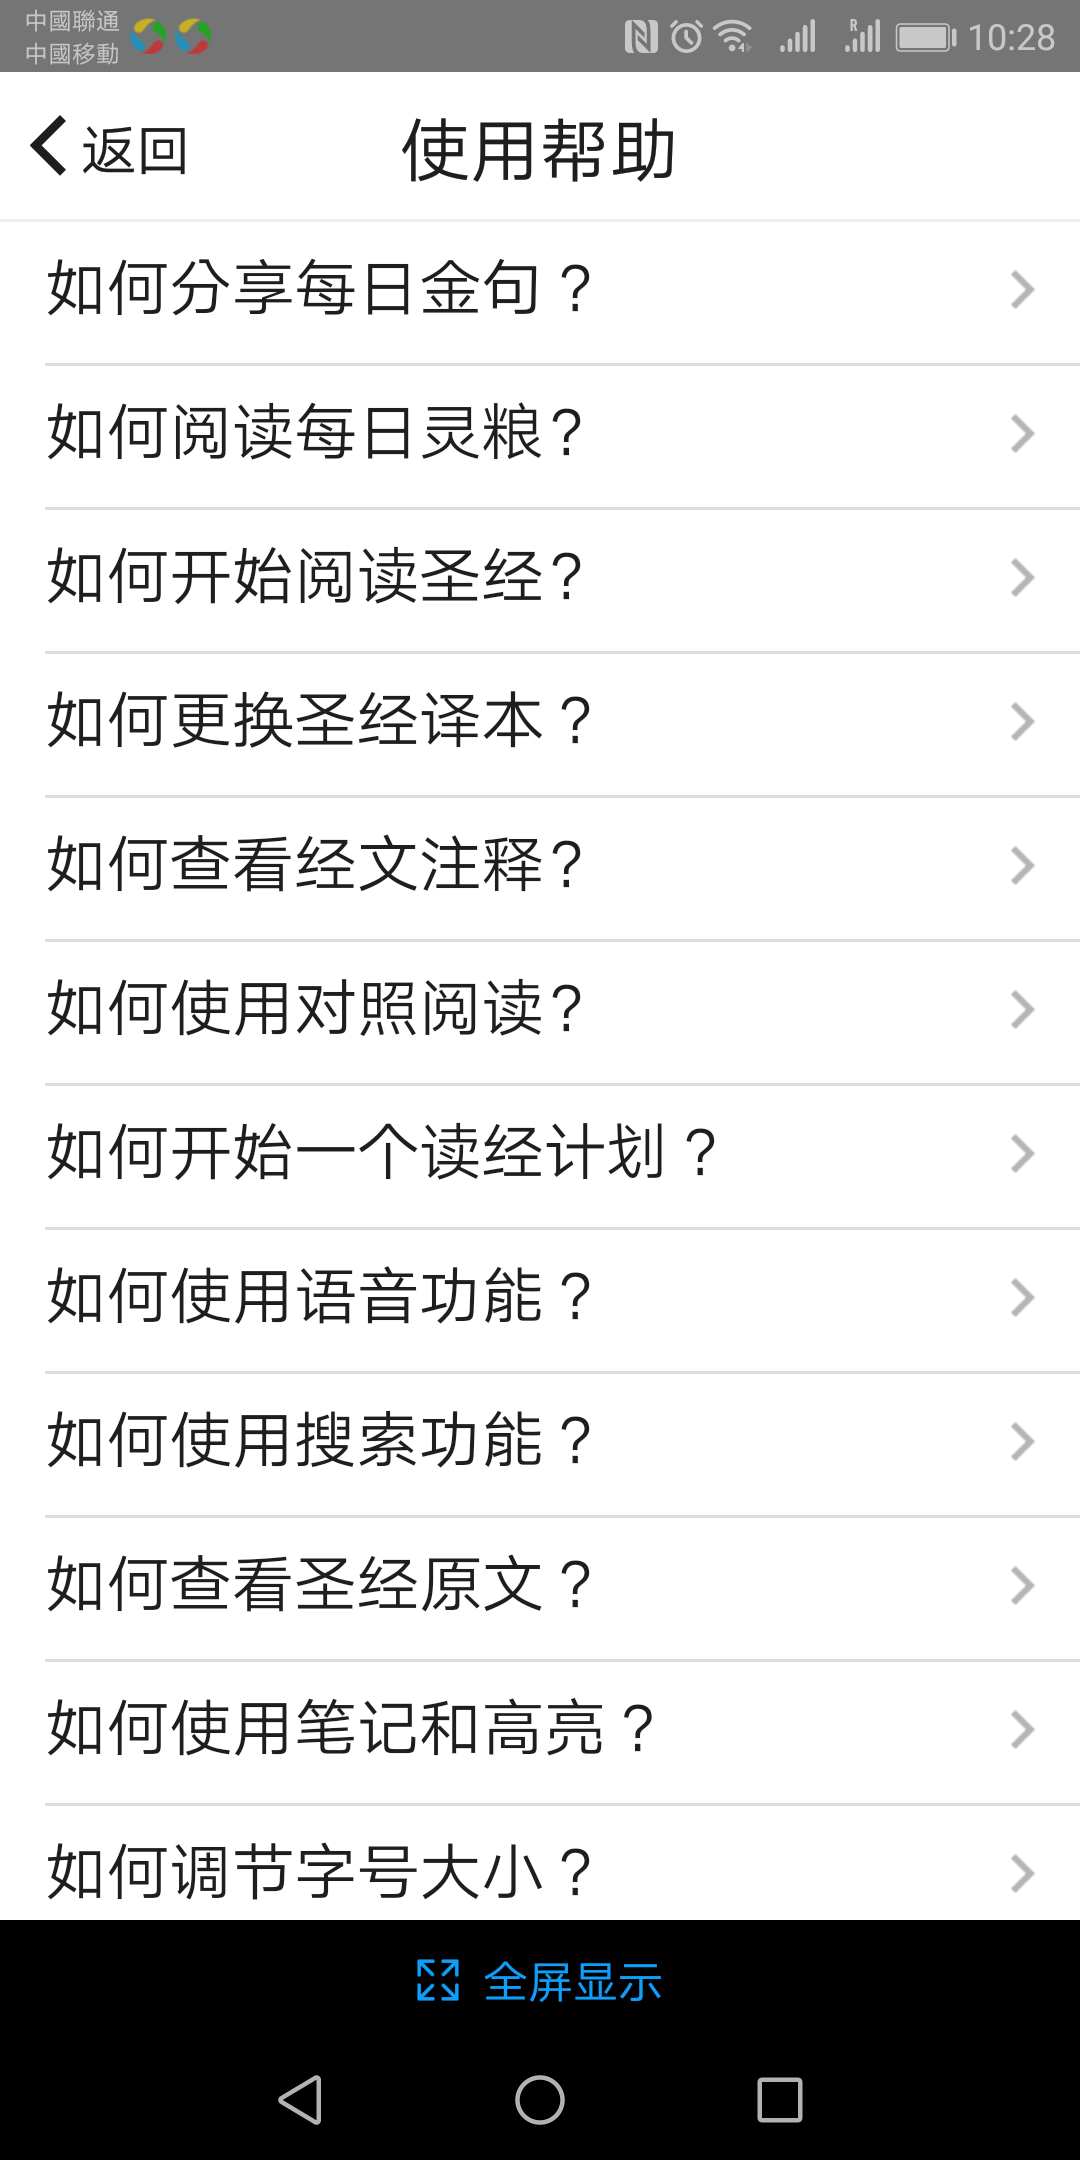 中國聯通
中國移動
R
10:28
返回
使用帮助
如何分享每日金句？
如何阅读每日灵粮?
如何开始阅读圣经?
如何更换圣经译本？
如何查看经文注释?
如何使用对照阅读?
如何开始一个读经计划？
如何使用语音功能？
如何使用搜索功能？
如何查看圣经原文？
如何使用笔记和高亮？
如何调节字号大小？
全屏显示